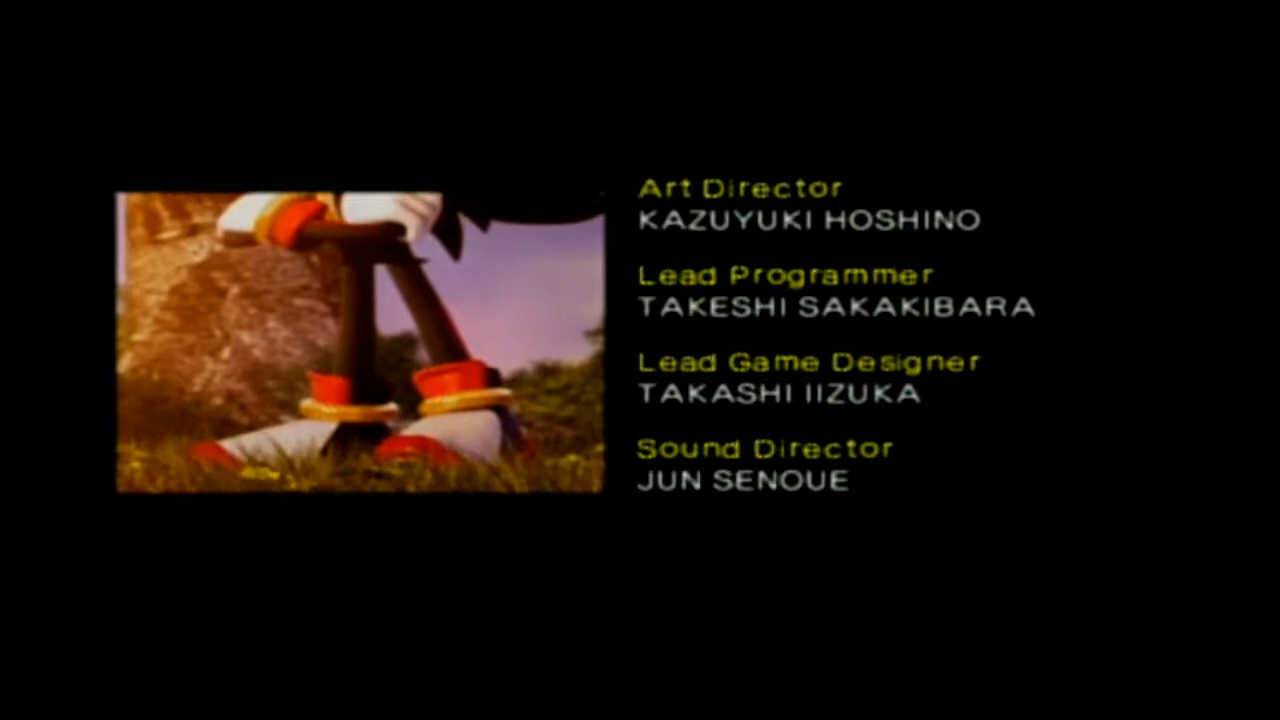 Art Director
KAZUYUKI HOSHINO
Lead Programmer
TAKESHI SAKAKIBARA
Lead Game Designer
TAKASHI IIZUKA
Sound Director
JUN SENOUE